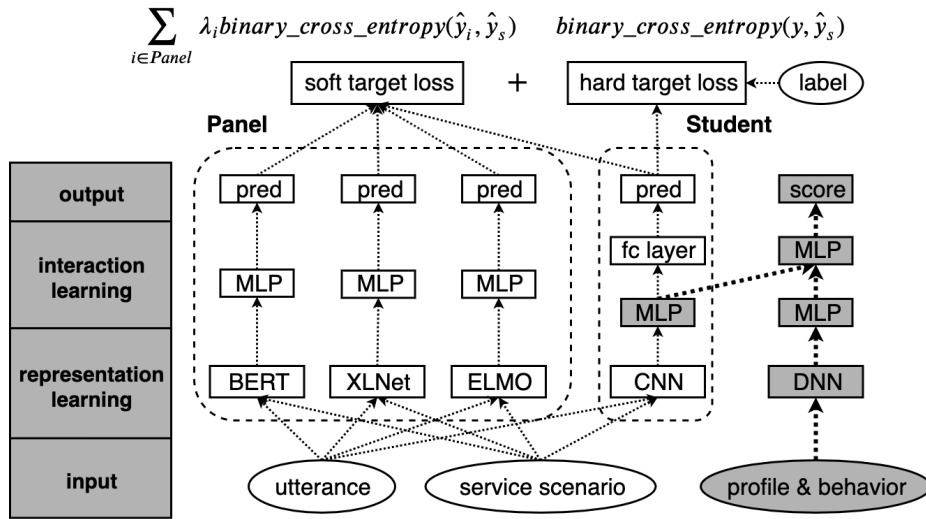 ∑ i∈Panel λ_i binary_cross_entropy(ŷ_i, ŷ_s) binary_cross_entropy(y, ŷ_s)
soft target loss + hard target loss label
Panel Student
output pred pred pred pred score
fc layer MLP
interaction
learning
MLP MLP MLP MLP MLP
representation
learning
BERT XLNet ELMO CNN DNN
input utterance service scenario profile & behavior